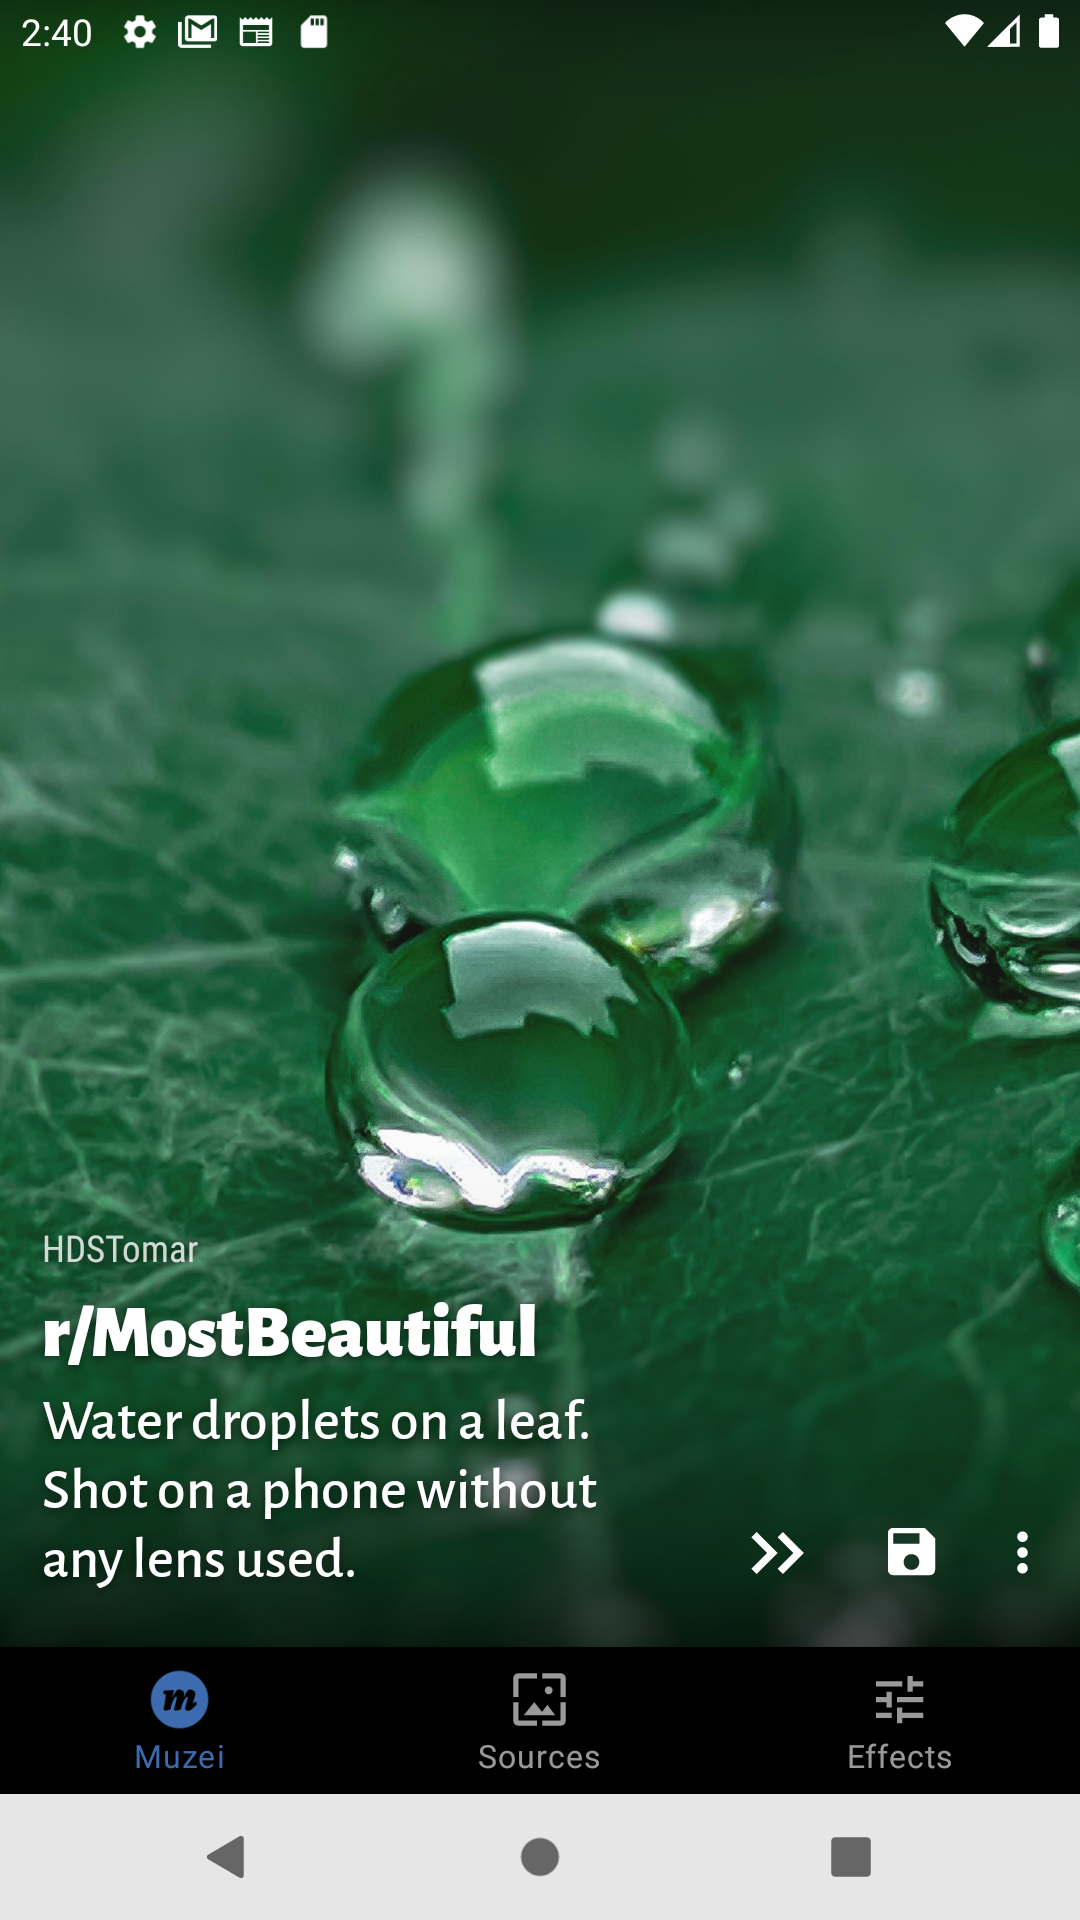 2:40
HDSTomar
r/MostBeautiful
Water droplets on a leaf.
Shot on a phone without
any lens used.
m
Muzei
Sources
Effects